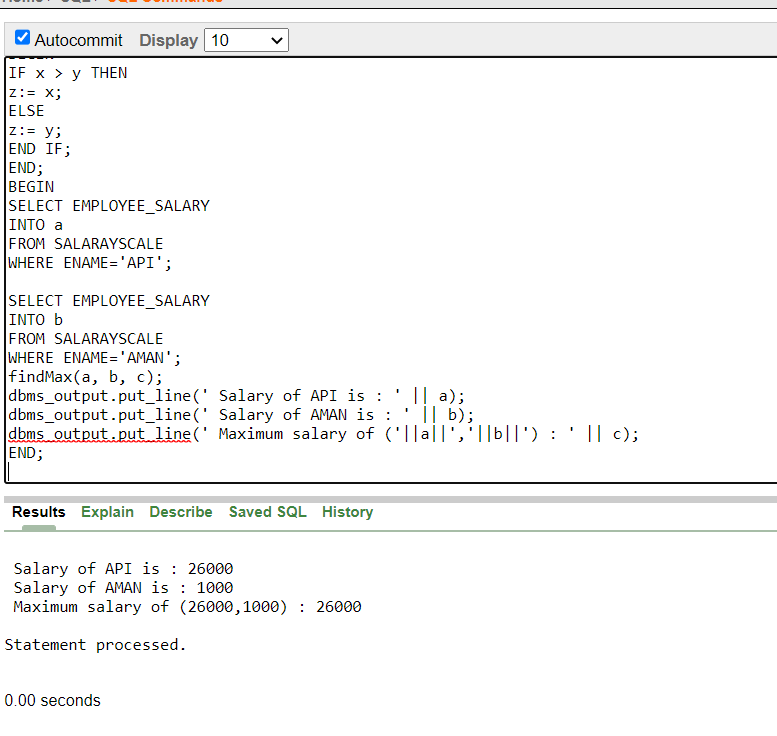 Autocommit Display 10
IF x > y THEN
z:= x;
ELSE
z:= y;
END IF;
END;
BEGIN
SELECT EMPLOYEE_SALARY
INTO a
FROM SALARAYSCALE
WHERE ENAME='API';
SELECT EMPLOYEE_SALARY
INTO b
FROM SALARAYSCALE
WHERE ENAME='AMAN';
findMax(a, b, c);
dbms_output.put_line(' Salary of API is : ' || a);
dbms_output.put_line(' Salary of AMAN is : ' || b);
dbms_output.put_line(' Maximum salary of ('||a||','||b||') : ' || c);
END;
Results Explain Describe Saved SQL History
Salary of API is : 26000
Salary of AMAN is : 1000
Maximum salary of (26000,1000) : 26000
Statement processed.
0.00 seconds